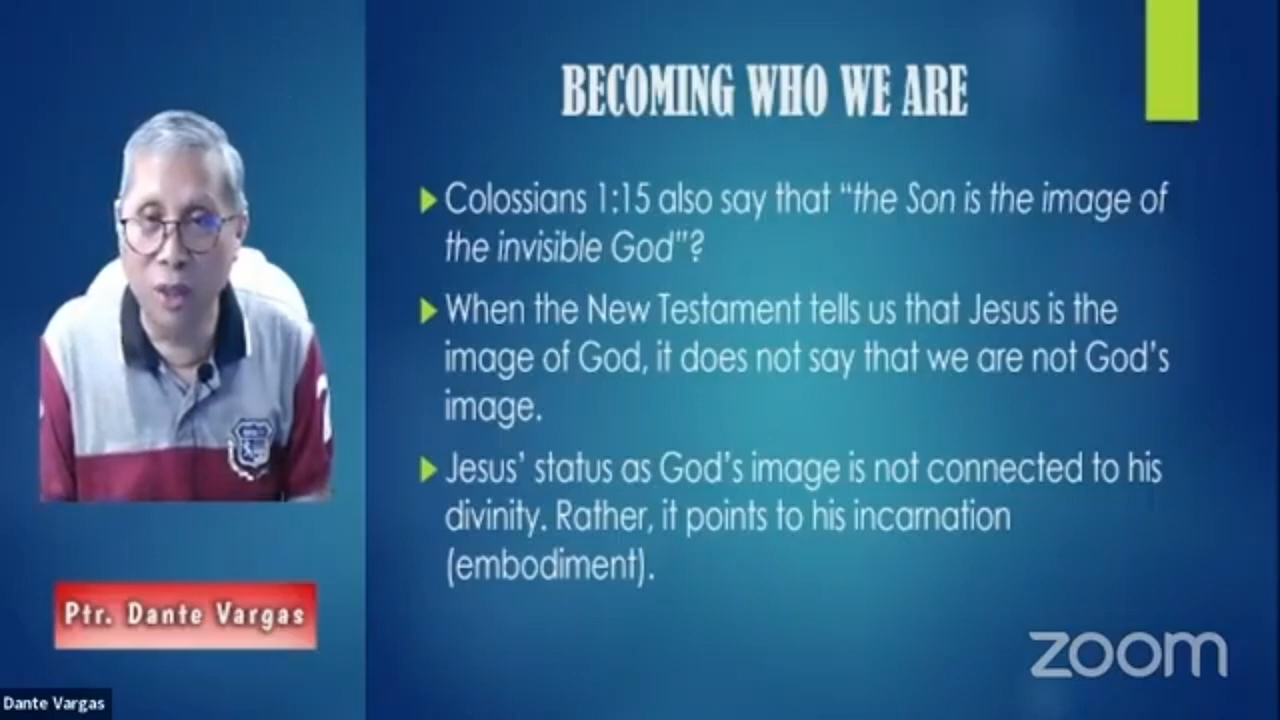 BECOMING WHO WE ARE
Colossians 1:15 also say that “the Son is the image of
the invisible God"?
When the New Testament tells us that Jesus is the
image of God, it does not say that we are not God’s
image.
Jesus’ status as God’s image is not connected to his
divinity. Rather, it points to his incarnation
(embodiment).
Ptr. Dante Vargas
zoom
Dante Vargas